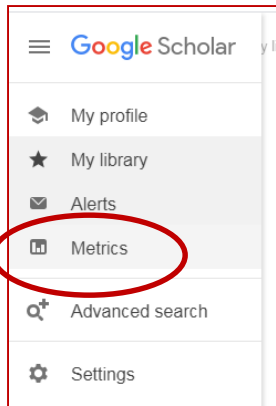 Google Scholar
My profile
My library
Alerts
Metrics
Advanced search
Settings